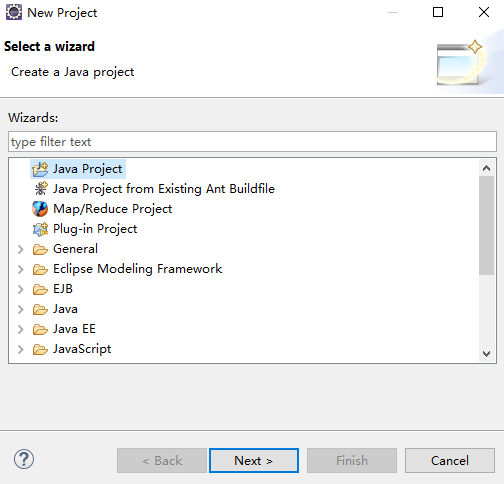 New Project
Select a wizard
Create a Java project
Wizards:
type filter text
Java Project
Java Project from Existing Ant Buildfile
Map/Reduce Project
Plug-in Project
General
Eclipse Modeling Framework
EJB
Java
Java EE
JavaScript
< Back Next > Finish Cancel